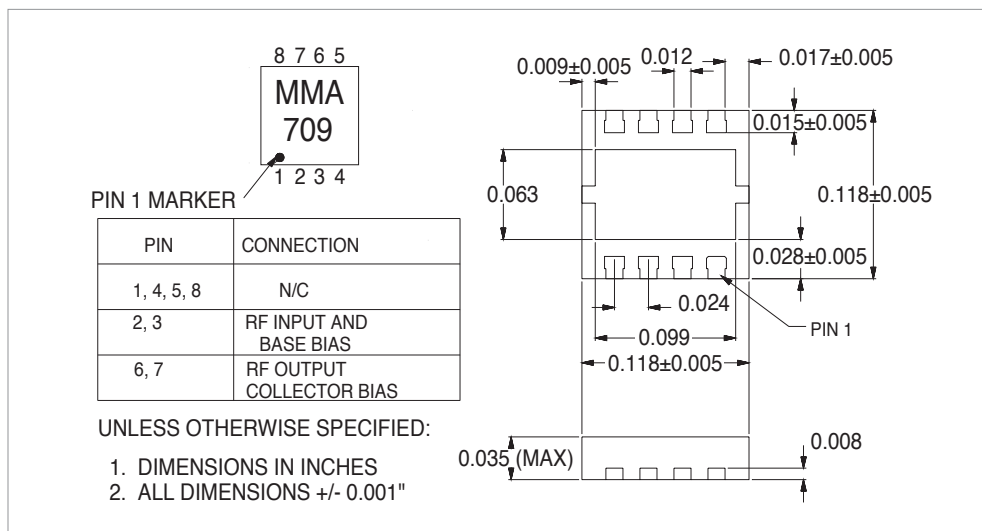 8 7 6 5
MMA
709
1 2 3 4
PIN 1 MARKER
PIN CONNECTION
1, 4, 5, 8 N/C
2, 3 RF INPUT AND
BASE BIAS
6, 7 RF OUTPUT
COLLECTOR BIAS
UNLESS OTHERWISE SPECIFIED:
1. DIMENSIONS IN INCHES
2. ALL DIMENSIONS +/- 0.001"
0.009±0.005
0.012
0.017±0.005
0.015±0.005
0.063
0.118±0.005
0.028±0.005
0.024
PIN 1
0.099
0.118±0.005
0.035 (MAX)
0.008